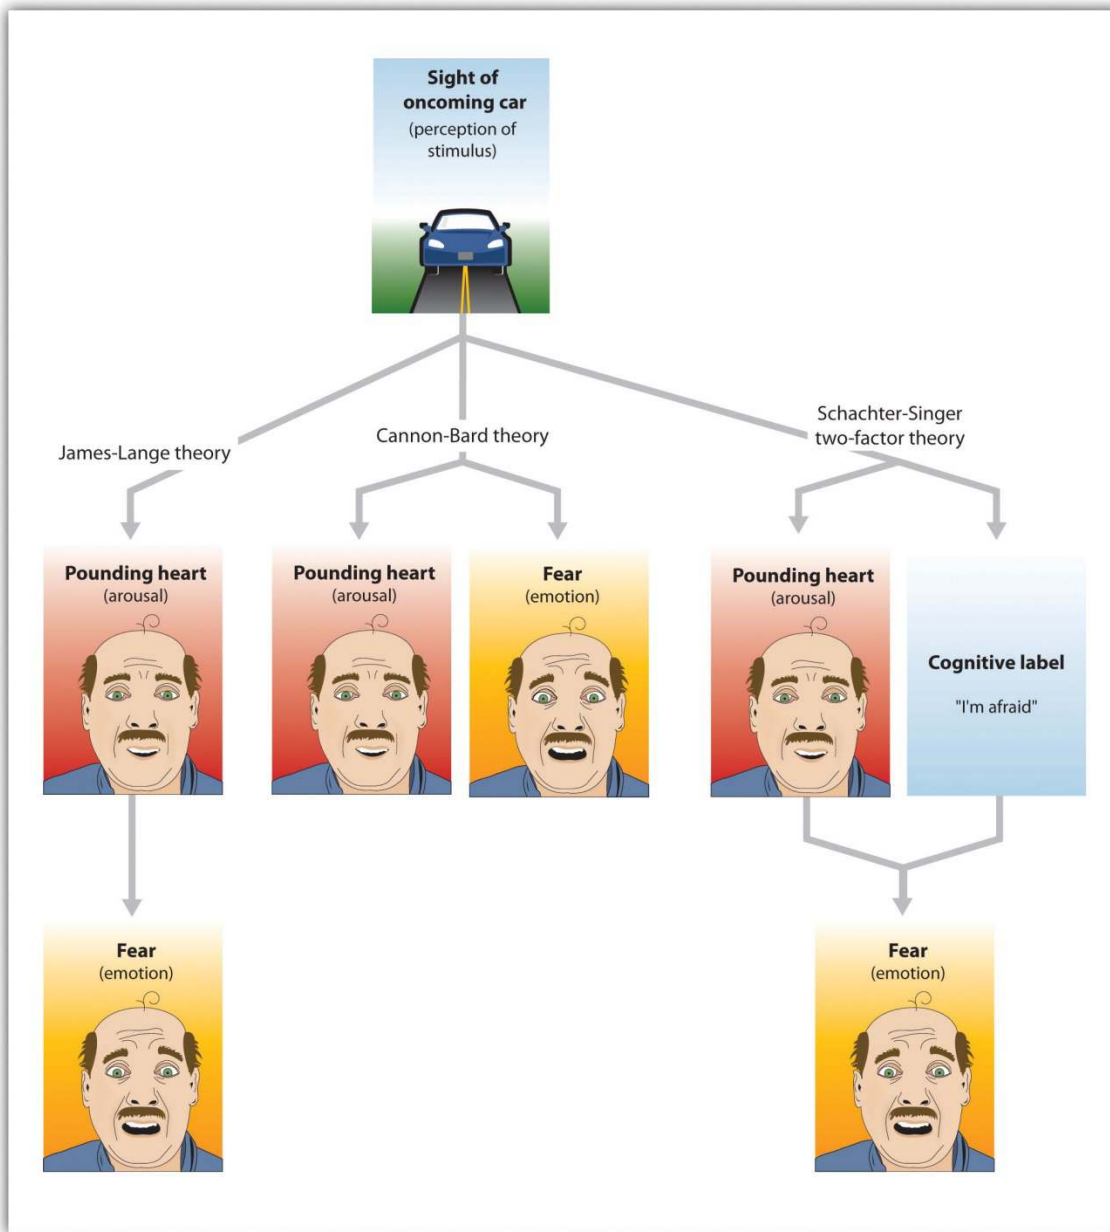 Sight of
oncoming car
(perception of
stimulus)
James-Lange theory
Cannon-Bard theory
Schachter-Singer
two-factor theory
Pounding heart
(arousal)
Pounding heart
(arousal)
Fear
(emotion)
Pounding heart
(arousal)
Cognitive label
"I'm afraid"
Fear
(emotion)
Fear
(emotion)